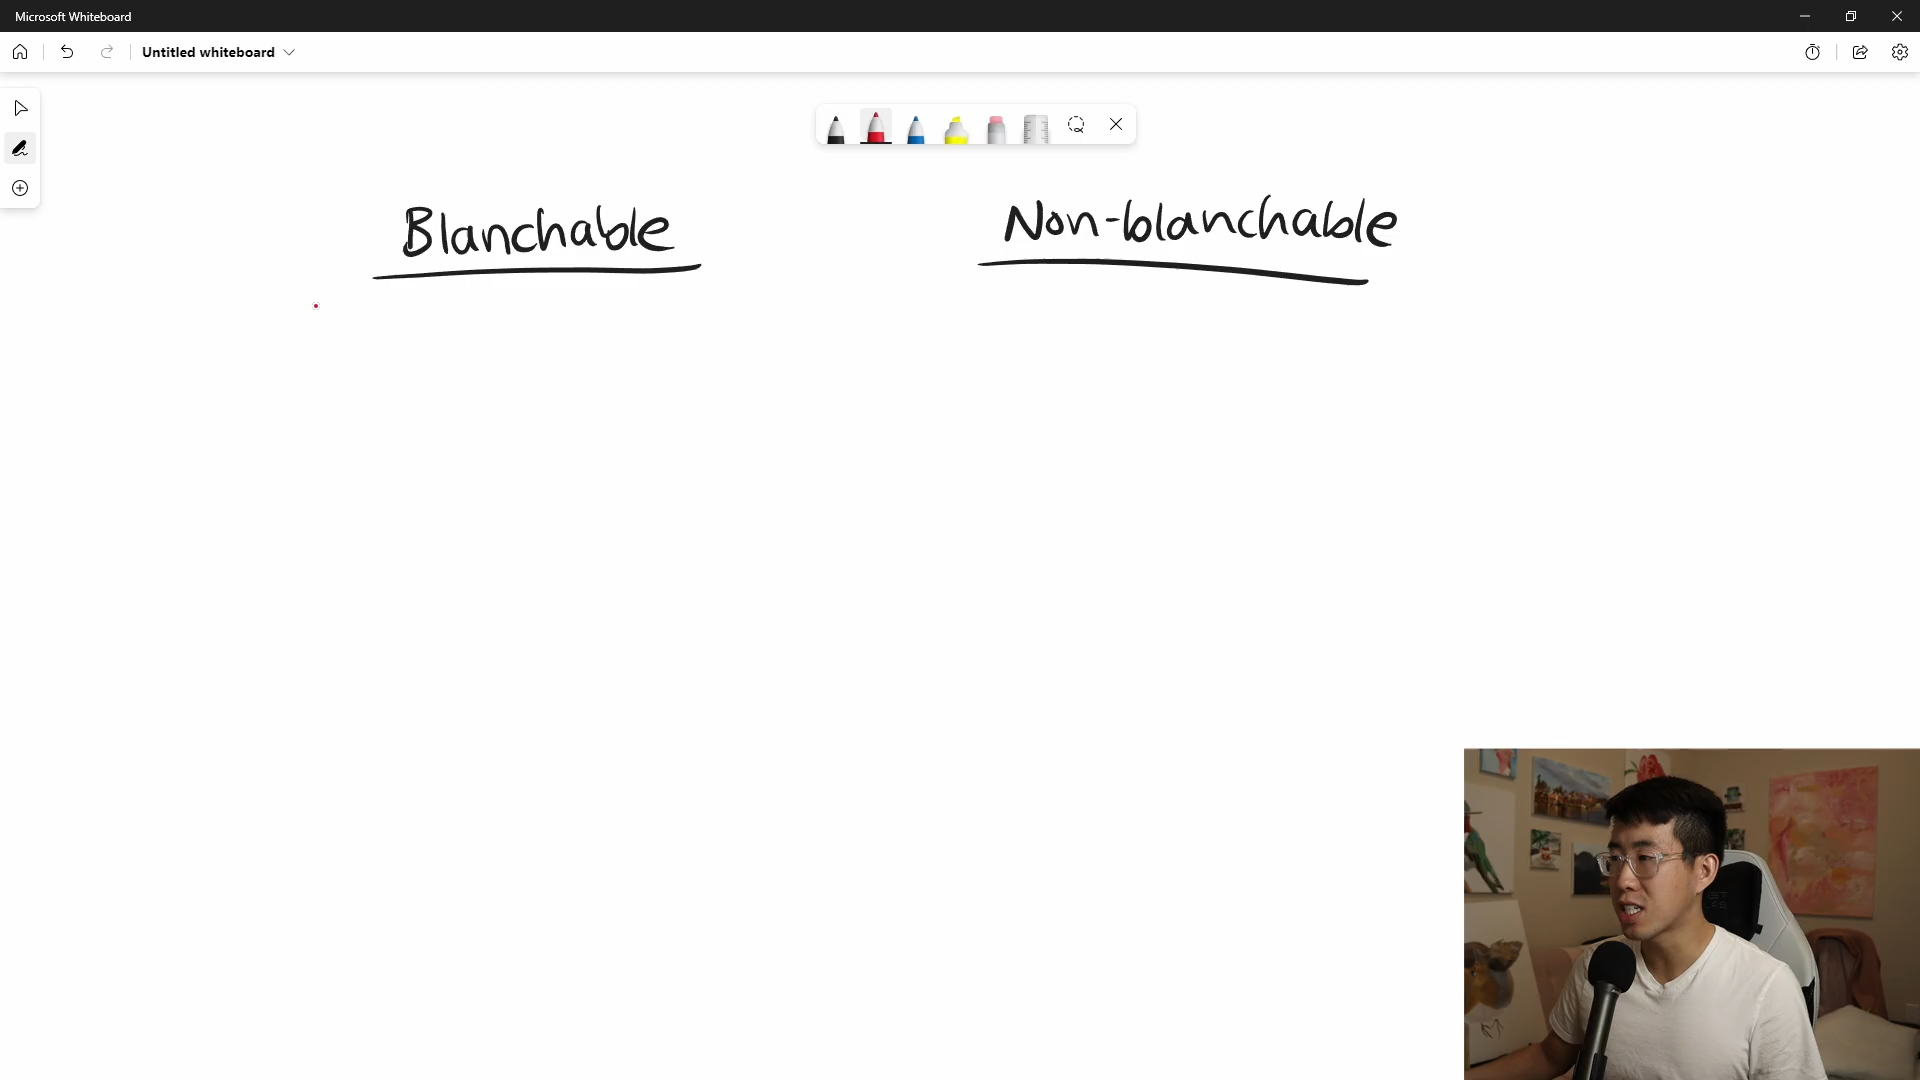 Microsoft Whiteboard
Untitled whiteboard
Blanchable
Non-blanchable